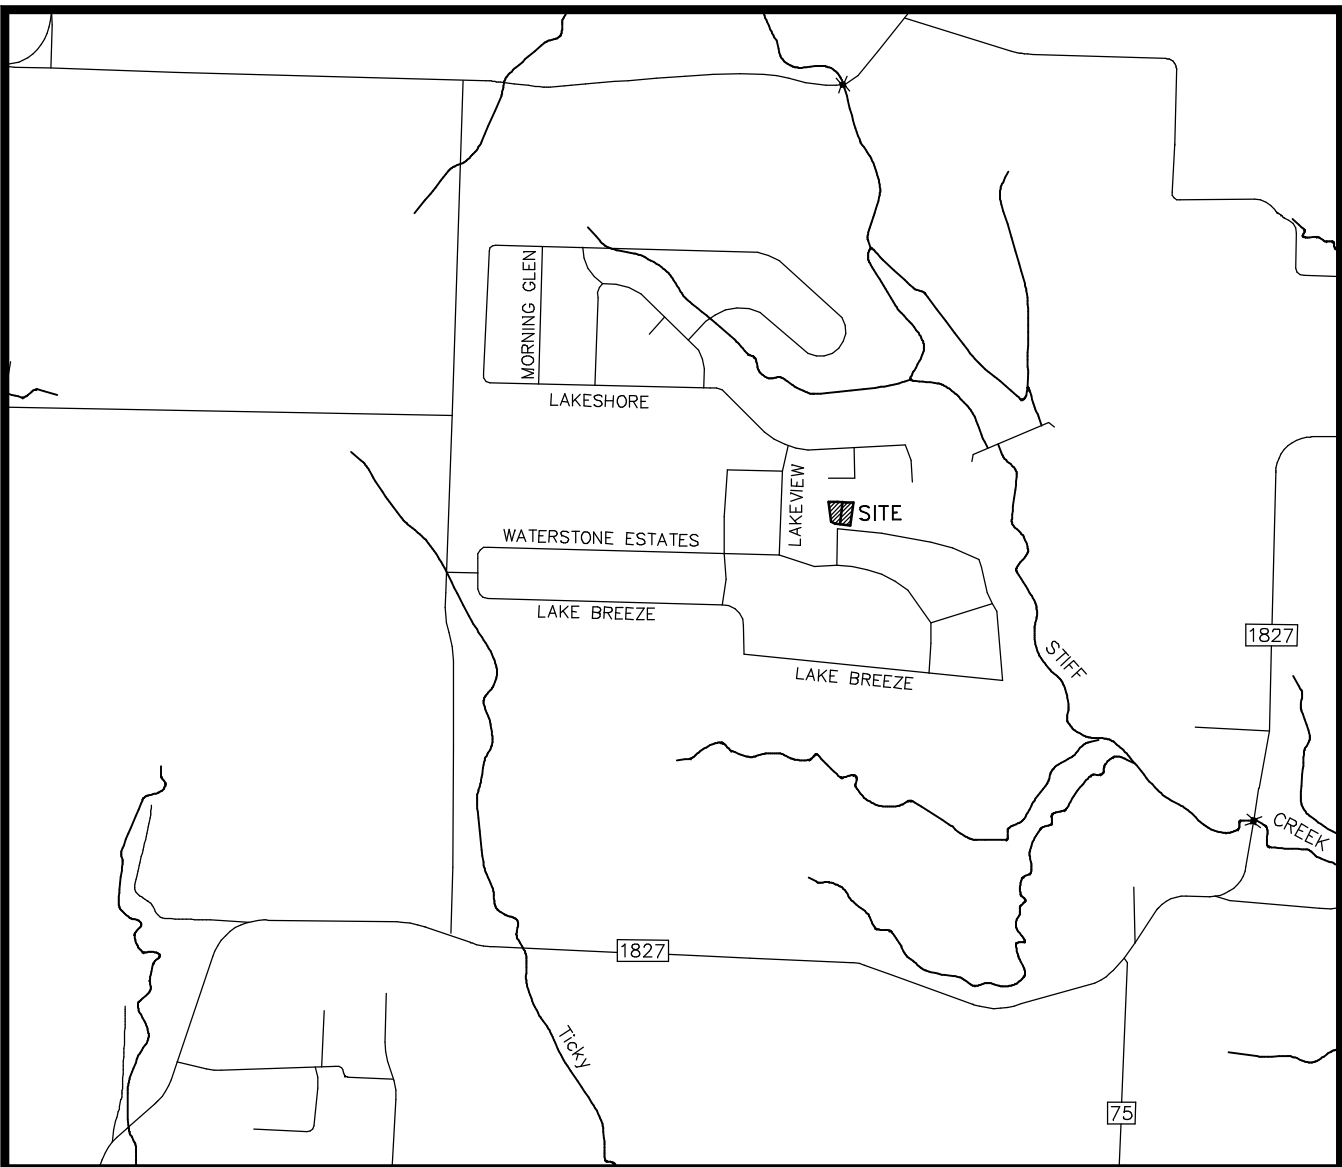 MORNING GLEN
LAKESHORE
LAKEVIEW
SITE
WATERSTONE ESTATES
LAKE BREEZE
1827
STIFF
LAKE BREEZE
CREEK
1827
Ticky
75